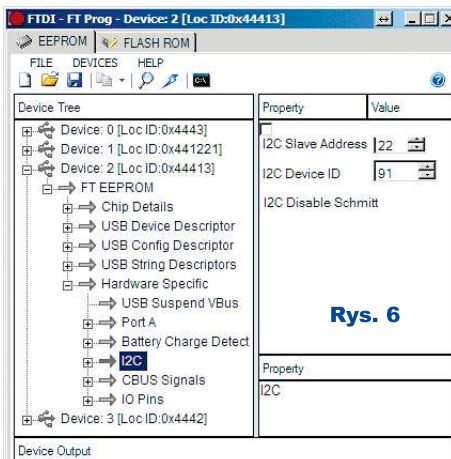 FTDI - FT Prog - Device: 2 [Loc ID:0x44413]
EEPROM
FLASH ROM
FILE DEVICES HELP
C:\
Device Tree
Property Value
Device: 0 [Loc ID:0x4443]
Device: 1 [Loc ID:0x441221]
Device: 2 [Loc ID:0x44413]
FT EEPROM
Chip Details
USB Device Descriptor
USB Config Descriptor
USB String Descriptors
Hardware Specific
USB Suspend VBus
Port A
Battery Charge Detect
I2C
CBUS Signals
IO Pins
Device: 3 [Loc ID:0x4442]
I2C Slave Address 22
I2C Device ID 91
I2C Disable Schmitt
Rys. 6
Property
I2C
Device Output